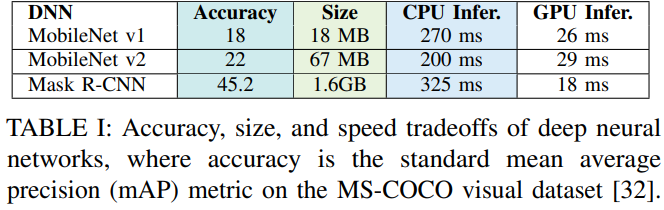 DNN Accuracy Size CPU Infer. GPU Infer.
MobileNet v1 18 18 MB 270 ms 26 ms
MobileNet v2 22 67 MB 200 ms 29 ms
Mask R-CNN 45.2 1.6GB 325 ms 18 ms
TABLE I: Accuracy, size, and speed tradeoffs of deep neural
networks, where accuracy is the standard mean average
precision (mAP) metric on the MS-COCO visual dataset [32].